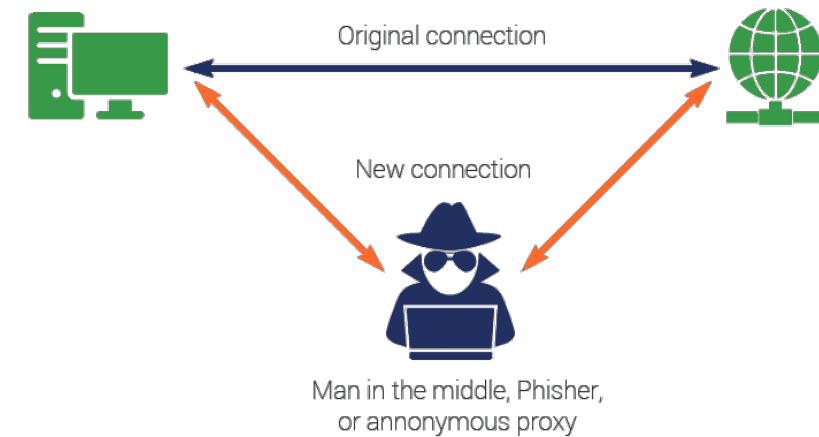 Original connection
New connection
Man in the middle, Phisher,
or annonymous proxy